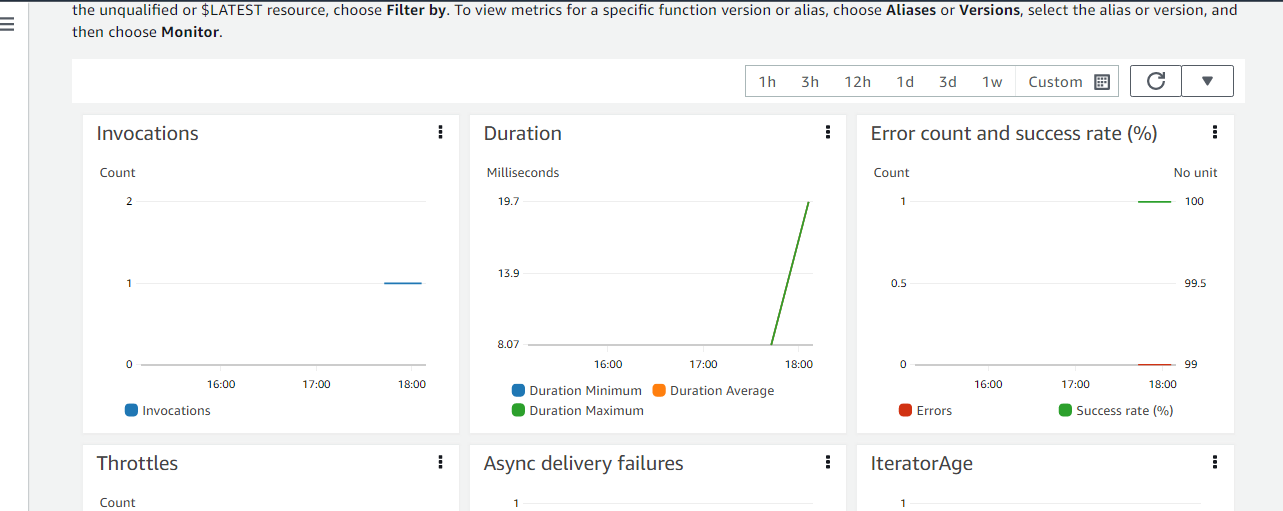 the unqualified or $LATEST resource, choose Filter by. To view metrics for a specific function version or alias, choose Aliases or Versions, select the alias or version, and
then choose Monitor.
1h 3h 12h 1d 3d 1w Custom
Invocations
Count
2
1
0
16:00 17:00 18:00
Invocations
Duration
Milliseconds
19.7
13.9
8.07
16:00 17:00 18:00
Duration Minimum Duration Average
Duration Maximum
Error count and success rate (%)
Count No unit
1 100
0.5 99.5
0 99
16:00 17:00 18:00
Errors Success rate (%)
Throttles
Count
Async delivery failures
1
IteratorAge
1